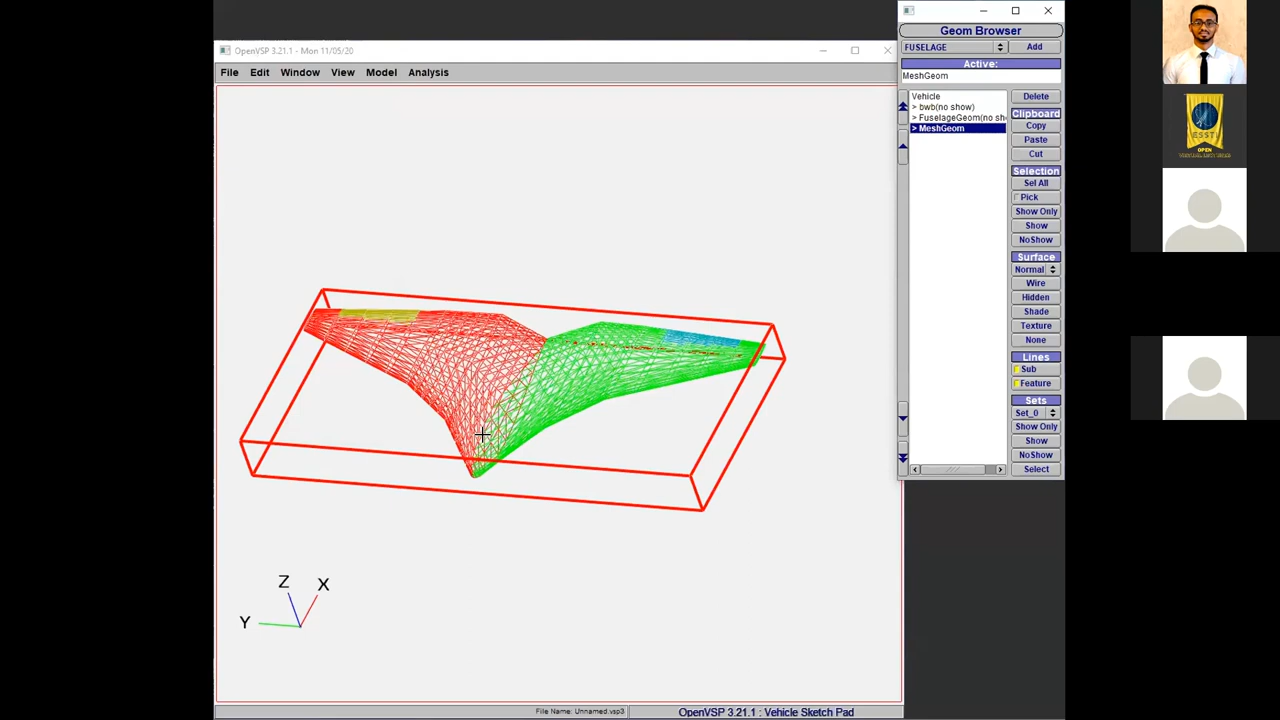 OpenVSP 3.21.1 - Mon 11/05/20
File Edit Window View Model Analysis
Z
X
Y
File Name: Unnamed.vsp3
OpenVSP 3.21.1 : Vehicle Sketch Pad
Geom Browser
FUSELAGE
Add
Active:
MeshGeom
Vehicle
> bwb(no show)
> FuselageGeom(no sh
> MeshGeom
Delete
Clipboard
Copy
Paste
Cut
Selection
Sel All
Pick
Show Only
Show
NoShow
Surface
Normal
Wire
Hidden
Shade
Texture
None
Lines
Sub
Feature
Sets
Set_0
Show Only
Show
NoShow
Select
ESSTI
OPEN